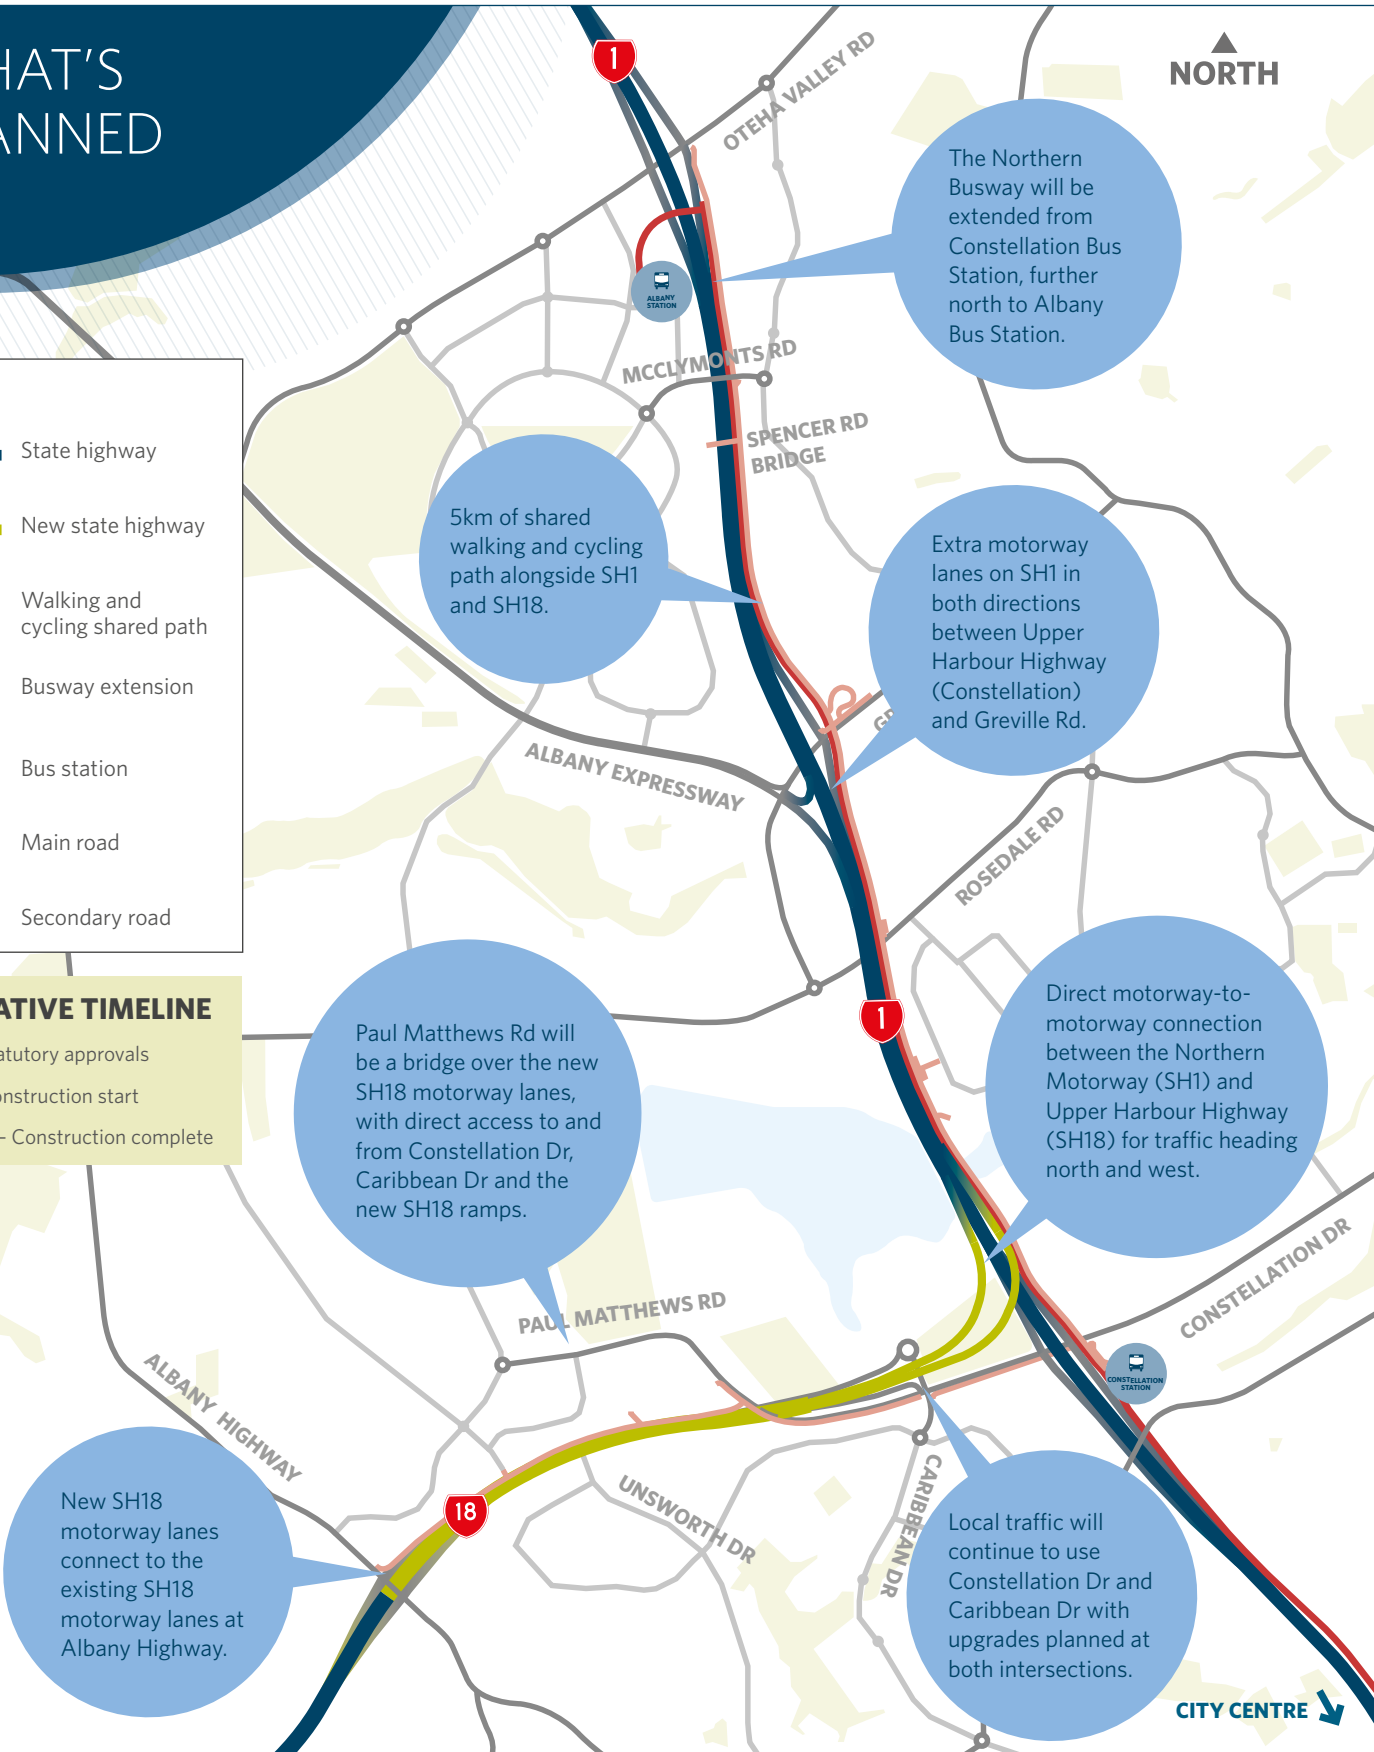 HAT'S
ANNED
1
OTEHA VALLEY RD
NORTH
The Northern
Busway will be
extended from
Constellation Bus
Station, further
north to Albany
Bus Station.
ALBANY
STATION
MCCLYMONTS RD
SPENCER RD
BRIDGE
State highway
New state highway
Walking and
cycling shared path
Busway extension
Bus station
Main road
Secondary road
5km of shared
walking and cycling
path alongside SH1
and SH18.
Extra motorway
lanes on SH1 in
both directions
between Upper
Harbour Highway
(Constellation)
and Greville Rd.
GR
ALBANY EXPRESSWAY
ROSEDALE RD
ATIVE TIMELINE
atutory approvals
onstruction start
– Construction complete
Paul Matthews Rd will
be a bridge over the new
SH18 motorway lanes,
with direct access to and
from Constellation Dr,
Caribbean Dr and the
new SH18 ramps.
1
Direct motorway-to-
motorway connection
between the Northern
Motorway (SH1) and
Upper Harbour Highway
(SH18) for traffic heading
north and west.
CONSTELLATION DR
PAUL MATTHEWS RD
CONSTELLATION
STATION
ALBANY HIGHWAY
18
UNSWORTH DR
CARIBBEAN DR
New SH18
motorway lanes
connect to the
existing SH18
motorway lanes at
Albany Highway.
Local traffic will
continue to use
Constellation Dr and
Caribbean Dr with
upgrades planned at
both intersections.
CITY CENTRE